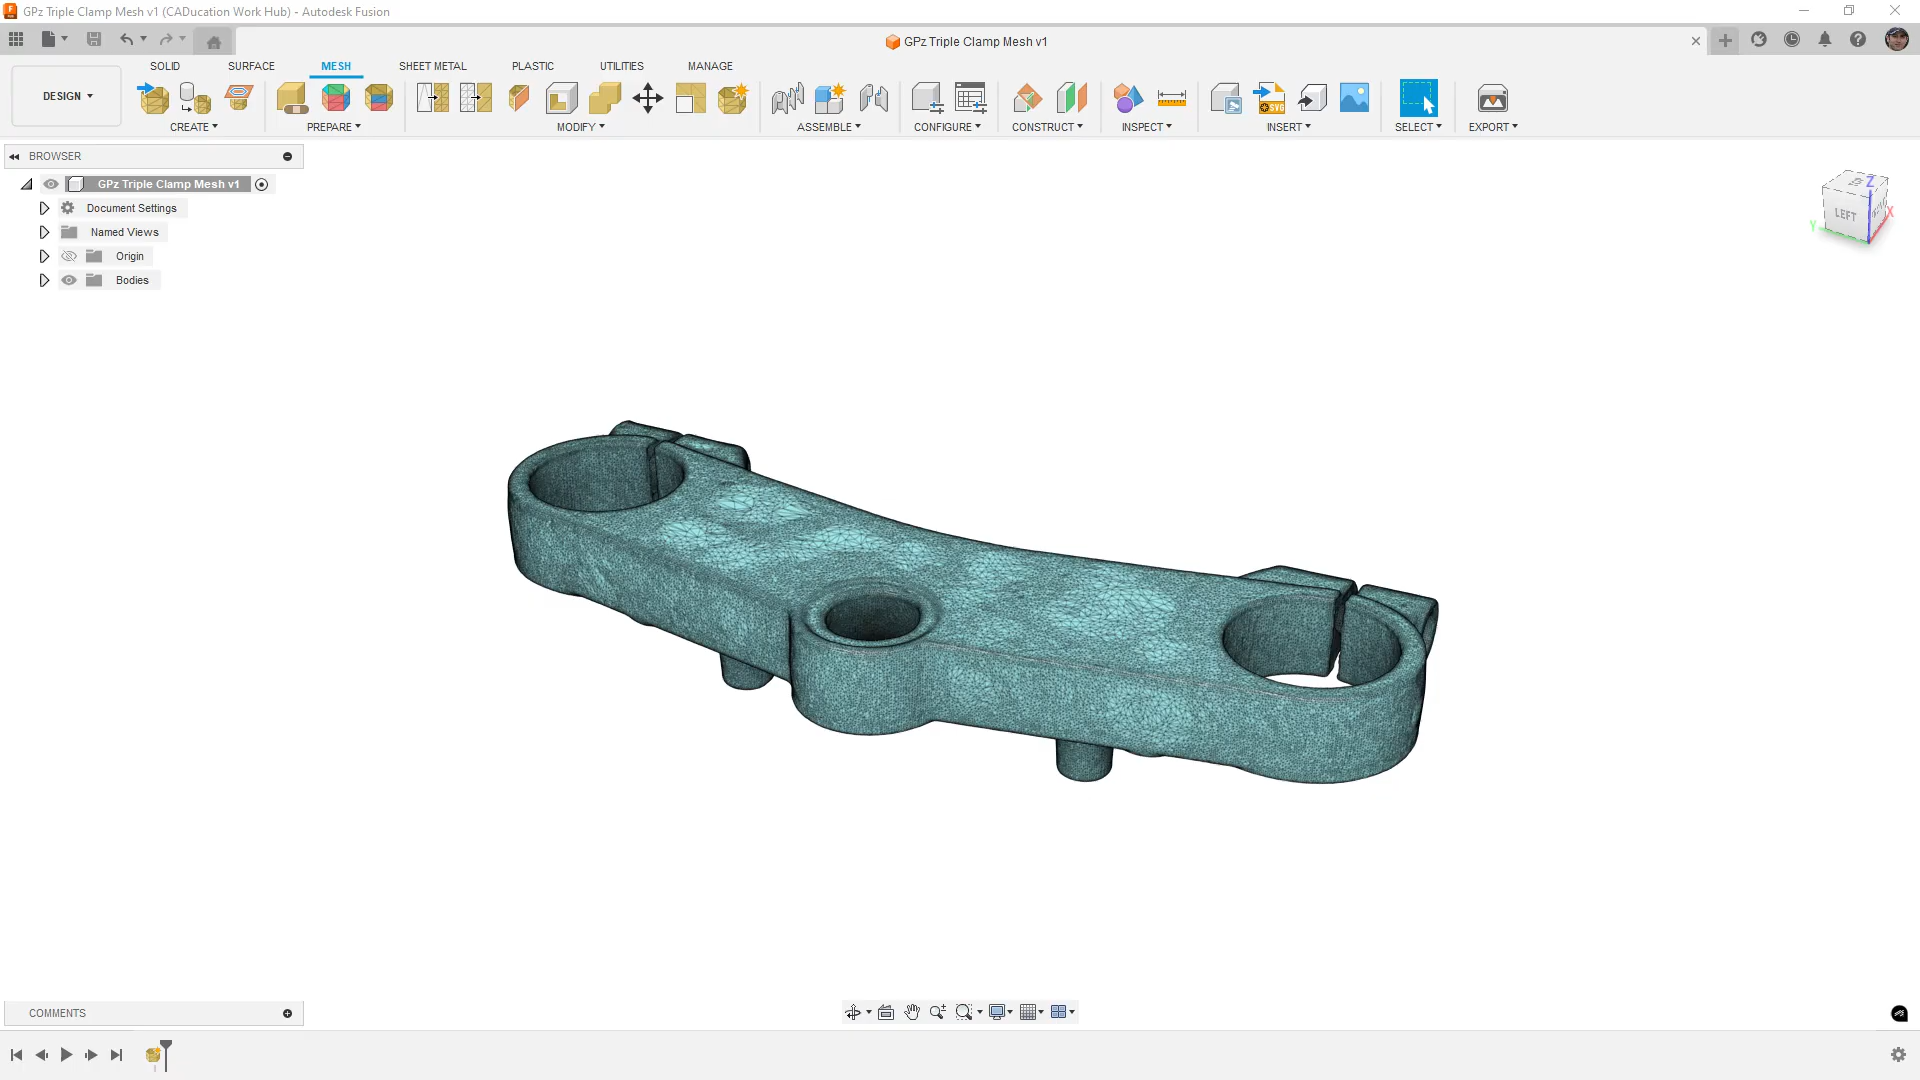 GPz Triple Clamp Mesh v1 (CADucation Work Hub) - Autodesk Fusion
GPz Triple Clamp Mesh v1
SOLID SURFACE MESH SHEET METAL PLASTIC UTILITIES MANAGE
DESIGN
CREATE PREPARE MODIFY ASSEMBLE CONFIGURE CONSTRUCT INSPECT INSERT SELECT EXPORT
BROWSER
GPz Triple Clamp Mesh v1
Document Settings
Named Views
Origin
Bodies
Z
LEFT
X
Y
COMMENTS